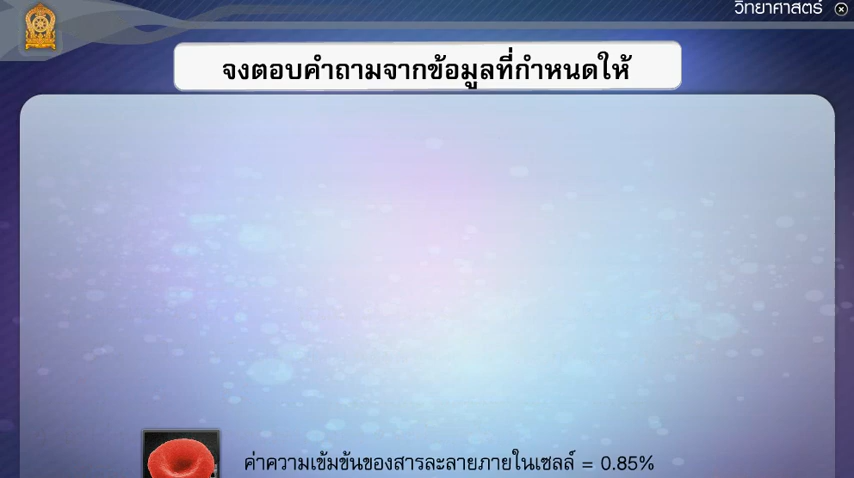 วิทยาศาสตร์
จงตอบคำถามจากข้อมูลที่กำหนดให้
ค่าความเข้มข้นของสารละลายภายในเซลล์ = 0.85%